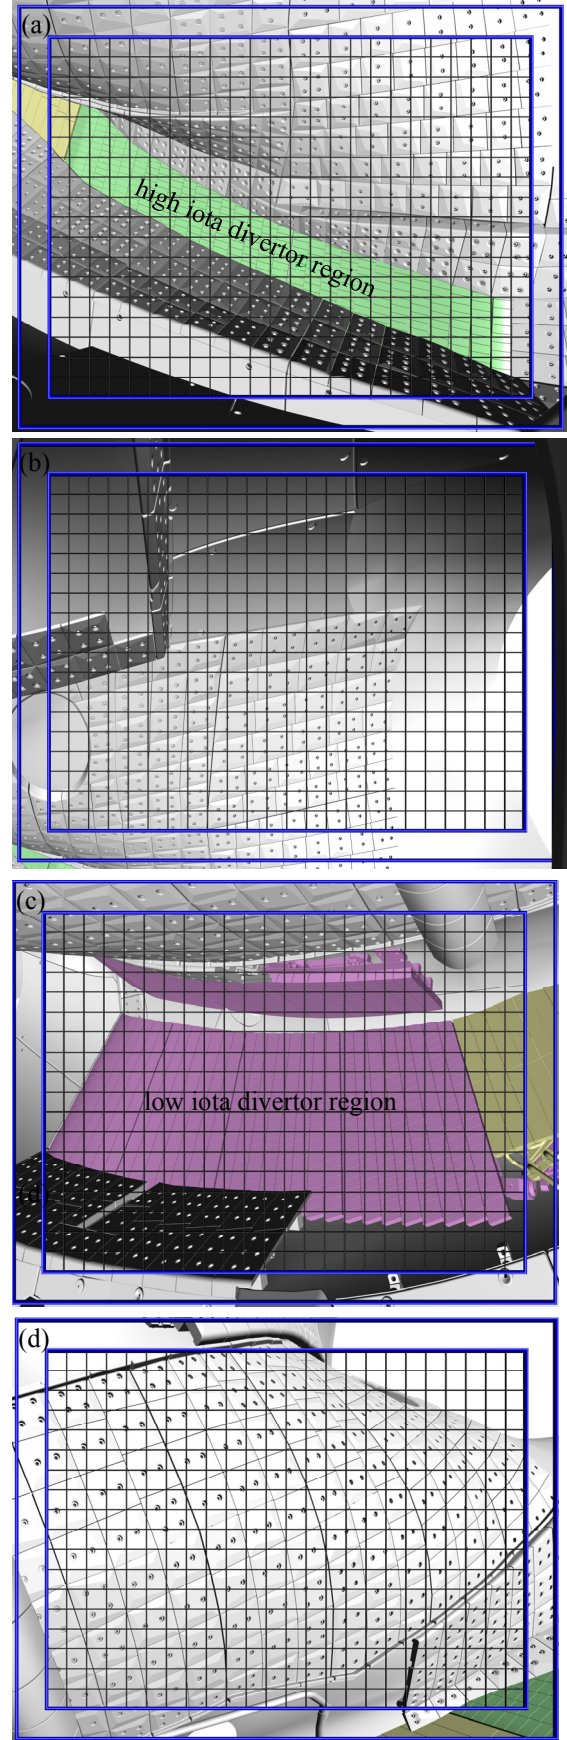 (a)
high iota divertor region
(b)
(c)
low iota divertor region
(d)
(d)